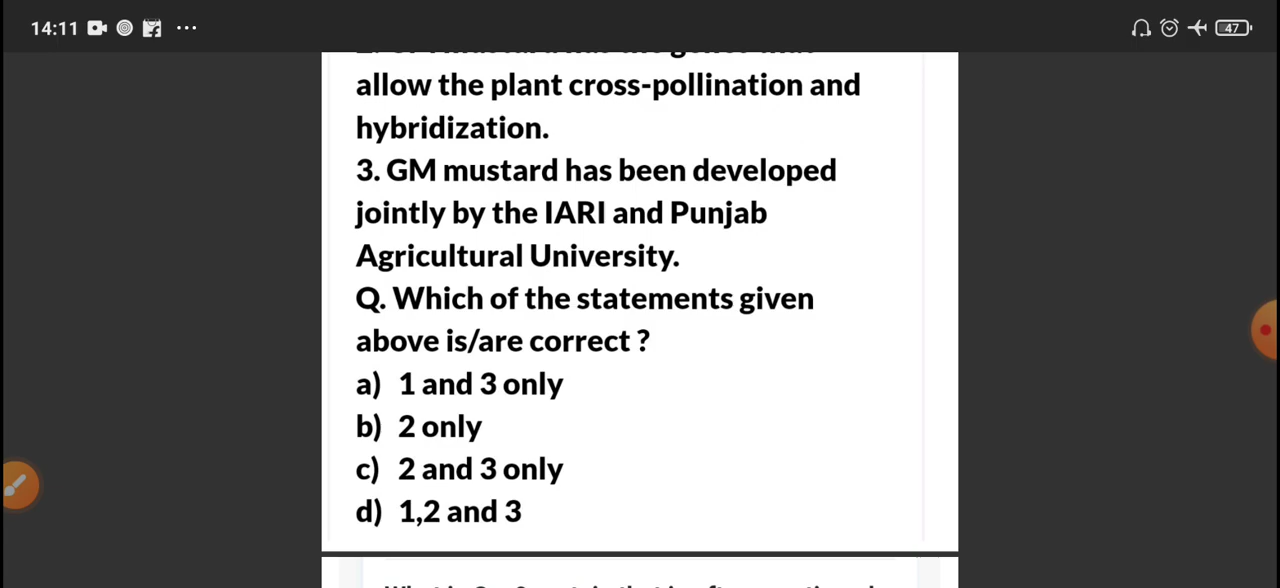 14:11 47
allow the plant cross-pollination and
hybridization.
3. GM mustard has been developed
jointly by the IARI and Punjab
Agricultural University.
Q. Which of the statements given
above is/are correct ?
a) 1 and 3 only
b) 2 only
c) 2 and 3 only
d) 1,2 and 3